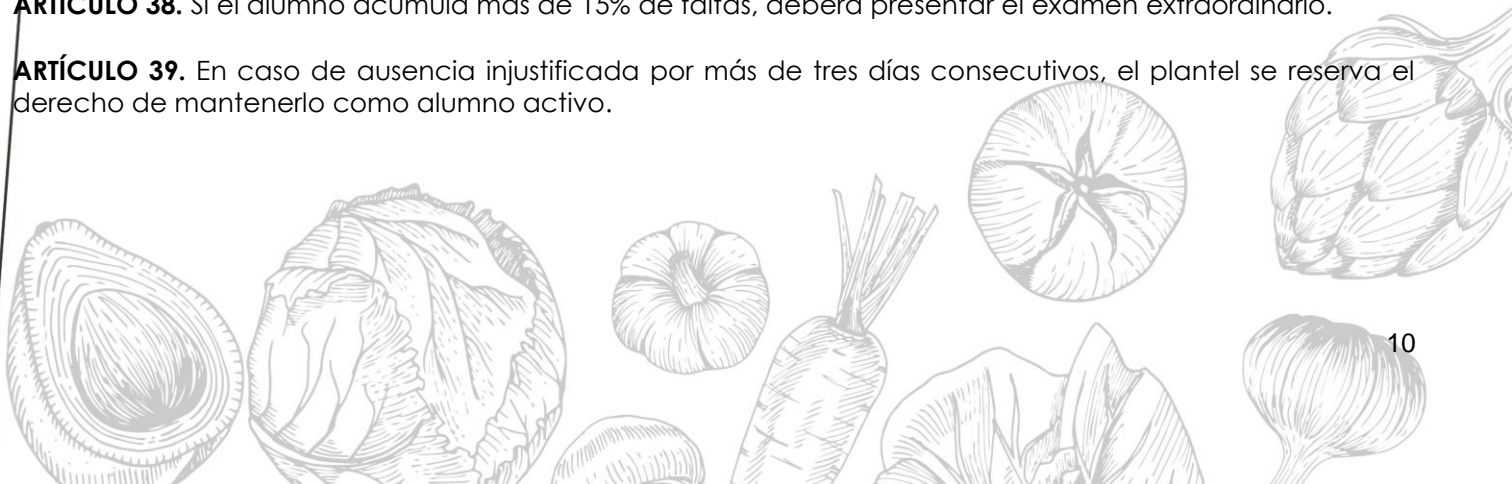 ARTÍCULO 38. Si el alumno acumula más de 15% de faltas, deberá presentar el examen extraordinario.
ARTÍCULO 39. En caso de ausencia injustificada por más de tres días consecutivos, el plantel se reserva el
derecho de mantenerlo como alumno activo.
10